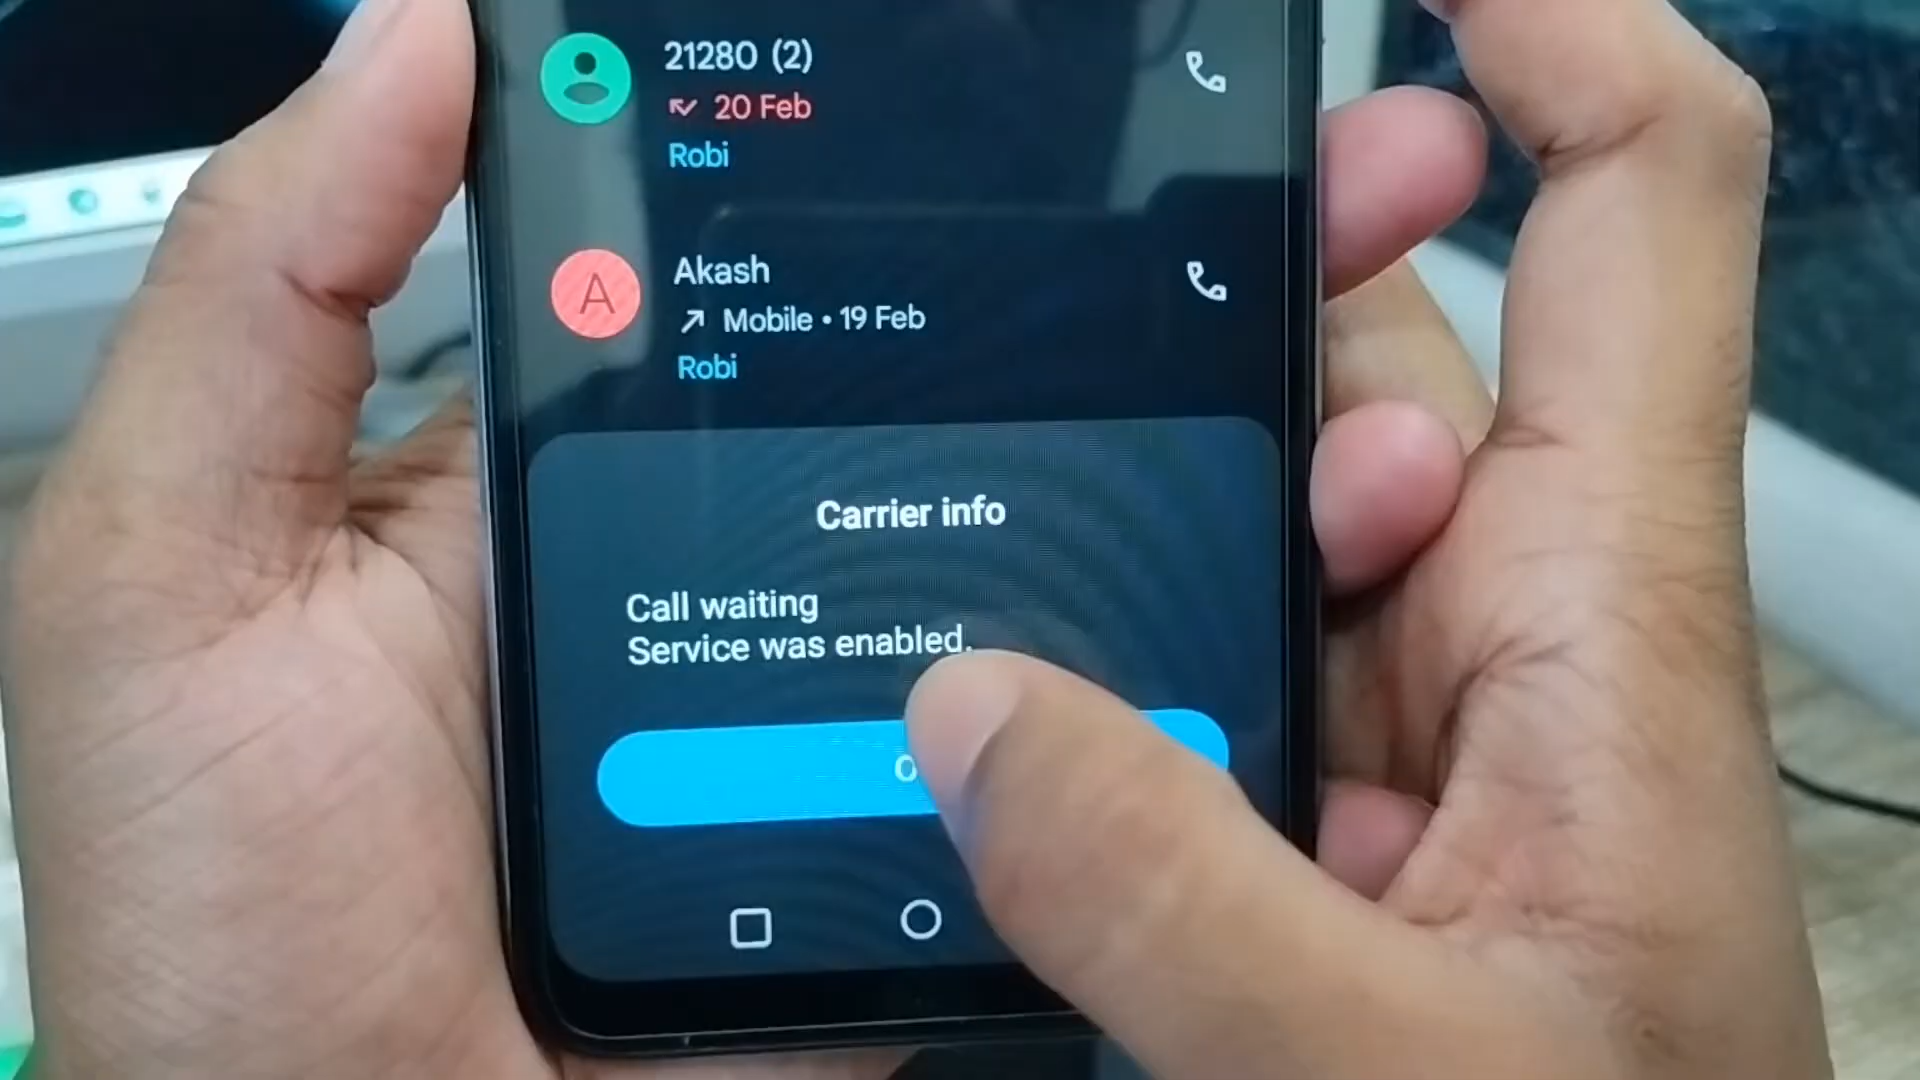 21280 (2)
20 Feb
Robi
A
Akash
Mobile • 19 Feb
Robi
Carrier info
Call waiting
Service was enabled.